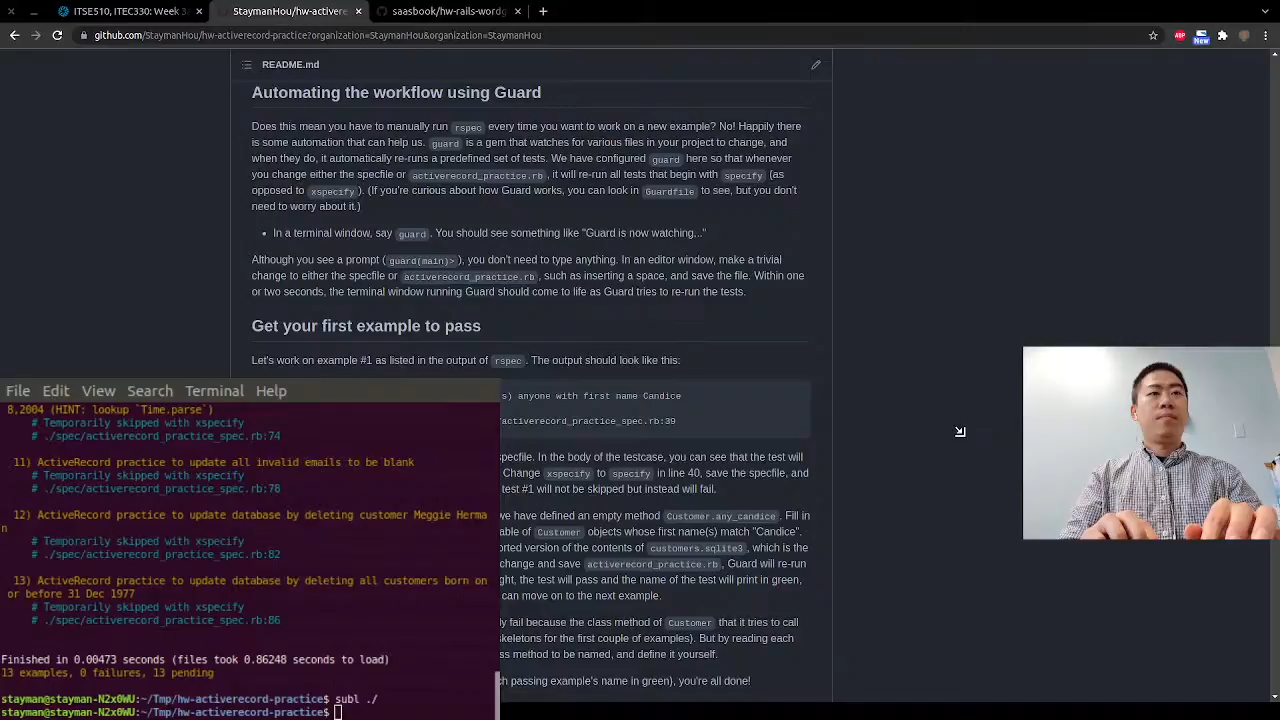 ITSE510, ITEC330: Week 3
StaymanHou/hw-activere
saasbook/hw-rails-wordg
github.com/StaymanHou/hw-activerecord-practice?organization=StaymanHou&organization=StaymanHou
ABP
New
README.md
Automating the workflow using Guard
Does this mean you have to manually run rspec every time you want to work on a new example? No! Happily there
is some automation that can help us. guard is a gem that watches for various files in your project to change, and
when they do, it automatically re-runs a predefined set of tests. We have configured guard here so that whenever
you change either the specfile or activerecord_practice.rb, it will re-run all tests that begin with specify (as
opposed to xspecify). (If you're curious about how Guard works, you can look in Guardfile to see, but you don't
need to worry about it.)
• In a terminal window, say guard. You should see something like "Guard is now watching..."
Although you see a prompt (guard(main)>), you don't need to type anything. In an editor window, make a trivial
change to either the specfile or activerecord_practice.rb, such as inserting a space, and save the file. Within one
or two seconds, the terminal window running Guard should come to life as Guard tries to re-run the tests.
Get your first example to pass
Let's work on example #1 as listed in the output of rspec. The output should look like this:
s) anyone with first name Candice
activerecord_practice_spec.rb:39
specfile. In the body of the testcase, you can see that the test will
Change xspecify to specify in line 40, save the specfile, and
test #1 will not be skipped but instead will fail.
we have defined an empty method Customer.any_candice. Fill in
able of Customer objects whose first name(s) match "Candice".
orted version of the contents of customers.sqlite3, which is the
change and save activerecord_practice.rb, Guard will re-run
ght, the test will pass and the name of the test will print in green,
can move on to the next example.
ly fail because the class method of Customer that it tries to call
skeletons for the first couple of examples). But by reading each
ss method to be named, and define it yourself.
ch passing example's name in green), you're all done!
File Edit View Search Terminal Help
8,2004 (HINT: lookup `Time.parse`)
# Temporarily skipped with xspecify
# ./spec/activerecord_practice_spec.rb:74
11) ActiveRecord practice to update all invalid emails to be blank
# Temporarily skipped with xspecify
# ./spec/activerecord_practice_spec.rb:78
12) ActiveRecord practice to update database by deleting customer Meggie Herma
n
# Temporarily skipped with xspecify
# ./spec/activerecord_practice_spec.rb:82
13) ActiveRecord practice to update database by deleting all customers born on
or before 31 Dec 1977
# Temporarily skipped with xspecify
# ./spec/activerecord_practice_spec.rb:86
Finished in 0.00473 seconds (files took 0.86248 seconds to load)
13 examples, 0 failures, 13 pending
stayman@stayman-N2x0WU:~/Tmp/hw-activerecord-practice$ subl ./
stayman@stayman-N2x0WU:~/Tmp/hw-activerecord-practice$